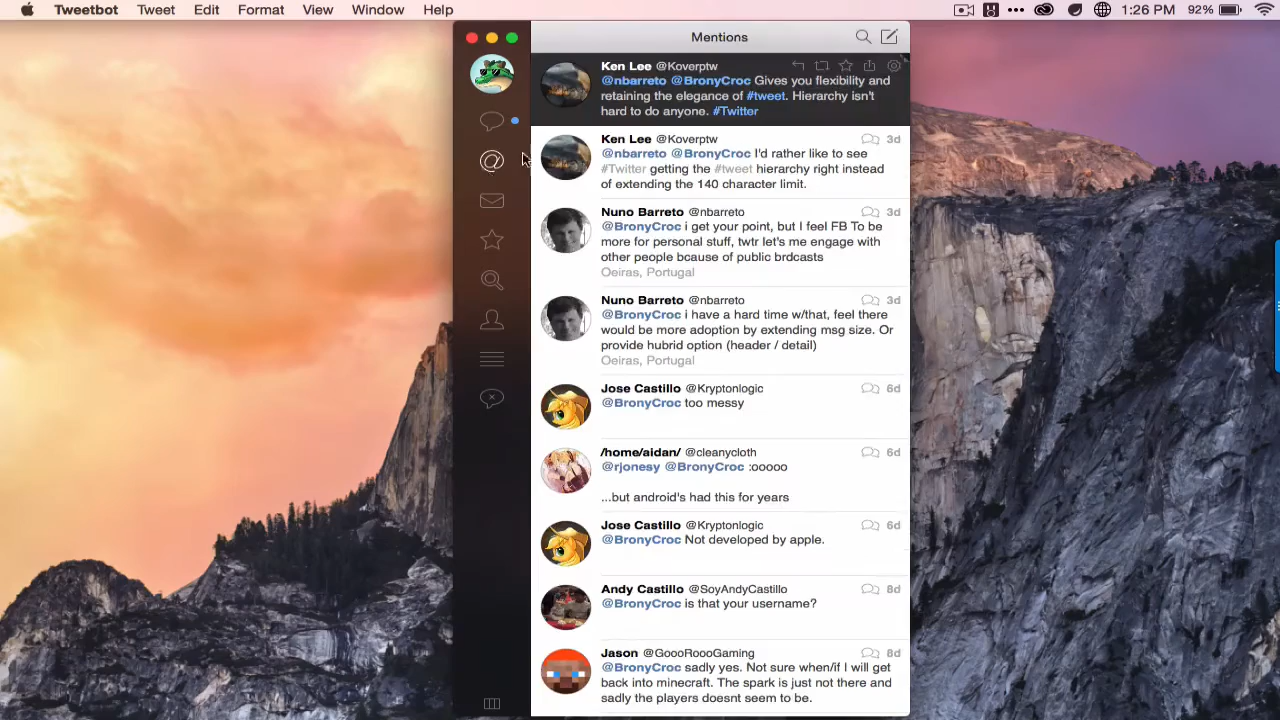 Tweetbot Tweet Edit Format View Window Help 1:26 PM 92%
Mentions
Ken Lee @Koverptw
@nbarreto @BronyCroc Gives you flexibility and
retaining the elegance of #tweet. Hierarchy isn't
hard to do anyone. #Twitter
Ken Lee @Koverptw 3d
@nbarreto @BronyCroc I'd rather like to see
#Twitter getting the #tweet hierarchy right instead
of extending the 140 character limit.
Nuno Barreto @nbarreto 3d
@BronyCroc i get your point, but I feel FB To be
more for personal stuff, twtr let's me engage with
other people bcause of public brdcasts
Oeiras, Portugal
Nuno Barreto @nbarreto 3d
@BronyCroc i have a hard time w/that, feel there
would be more adoption by extending msg size. Or
provide hubrid option (header / detail)
Oeiras, Portugal
Jose Castillo @Kryptonlogic 6d
@BronyCroc too messy
/home/aidan/ @cleanycloth 6d
@rjonesy @BronyCroc :ooooo
...but android's had this for years
Jose Castillo @Kryptonlogic 6d
@BronyCroc Not developed by apple.
Andy Castillo @SoyAndyCastillo 8d
@BronyCroc is that your username?
Jason @GoooRoooGaming 8d
@BronyCroc sadly yes. Not sure when/if I will get
back into minecraft. The spark is just not there and
sadly the players doesnt seem to be.